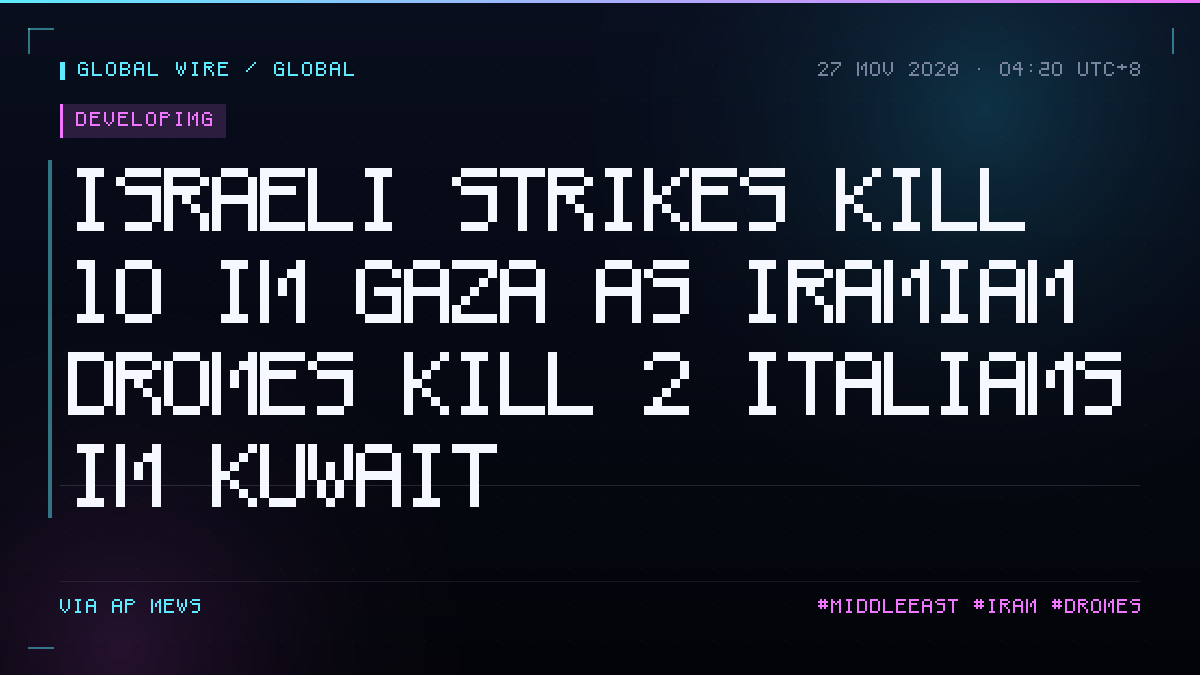 GLOBAL WIRE / GLOBAL
27 NOV 2028 · 04:20 UTC+8
DEVELOPING
ISRAELI STRIKES KILL
10 IN GAZA AS IRANIAN
DRONES KILL 2 ITALIANS
IN KUWAIT
VIA AP NEWS
#MIDDLEEAST #IRAN #DRONES